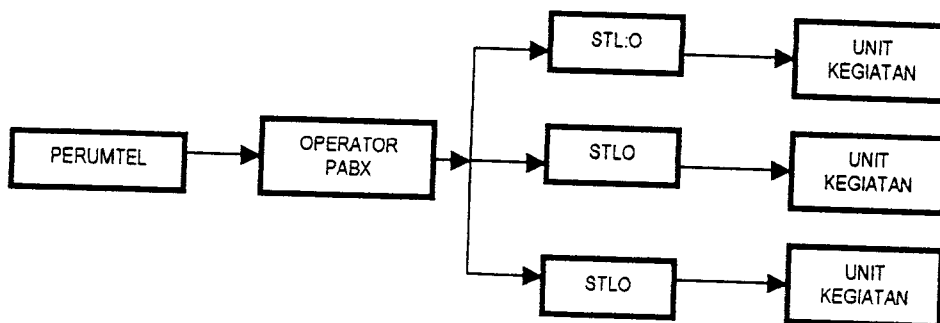 STL:O
UNIT
KEGIATAN
PERUMTEL
OPERATOR
PABX
STLO
UNIT
KEGIATAN
STLO
UNIT
KEGIATAN